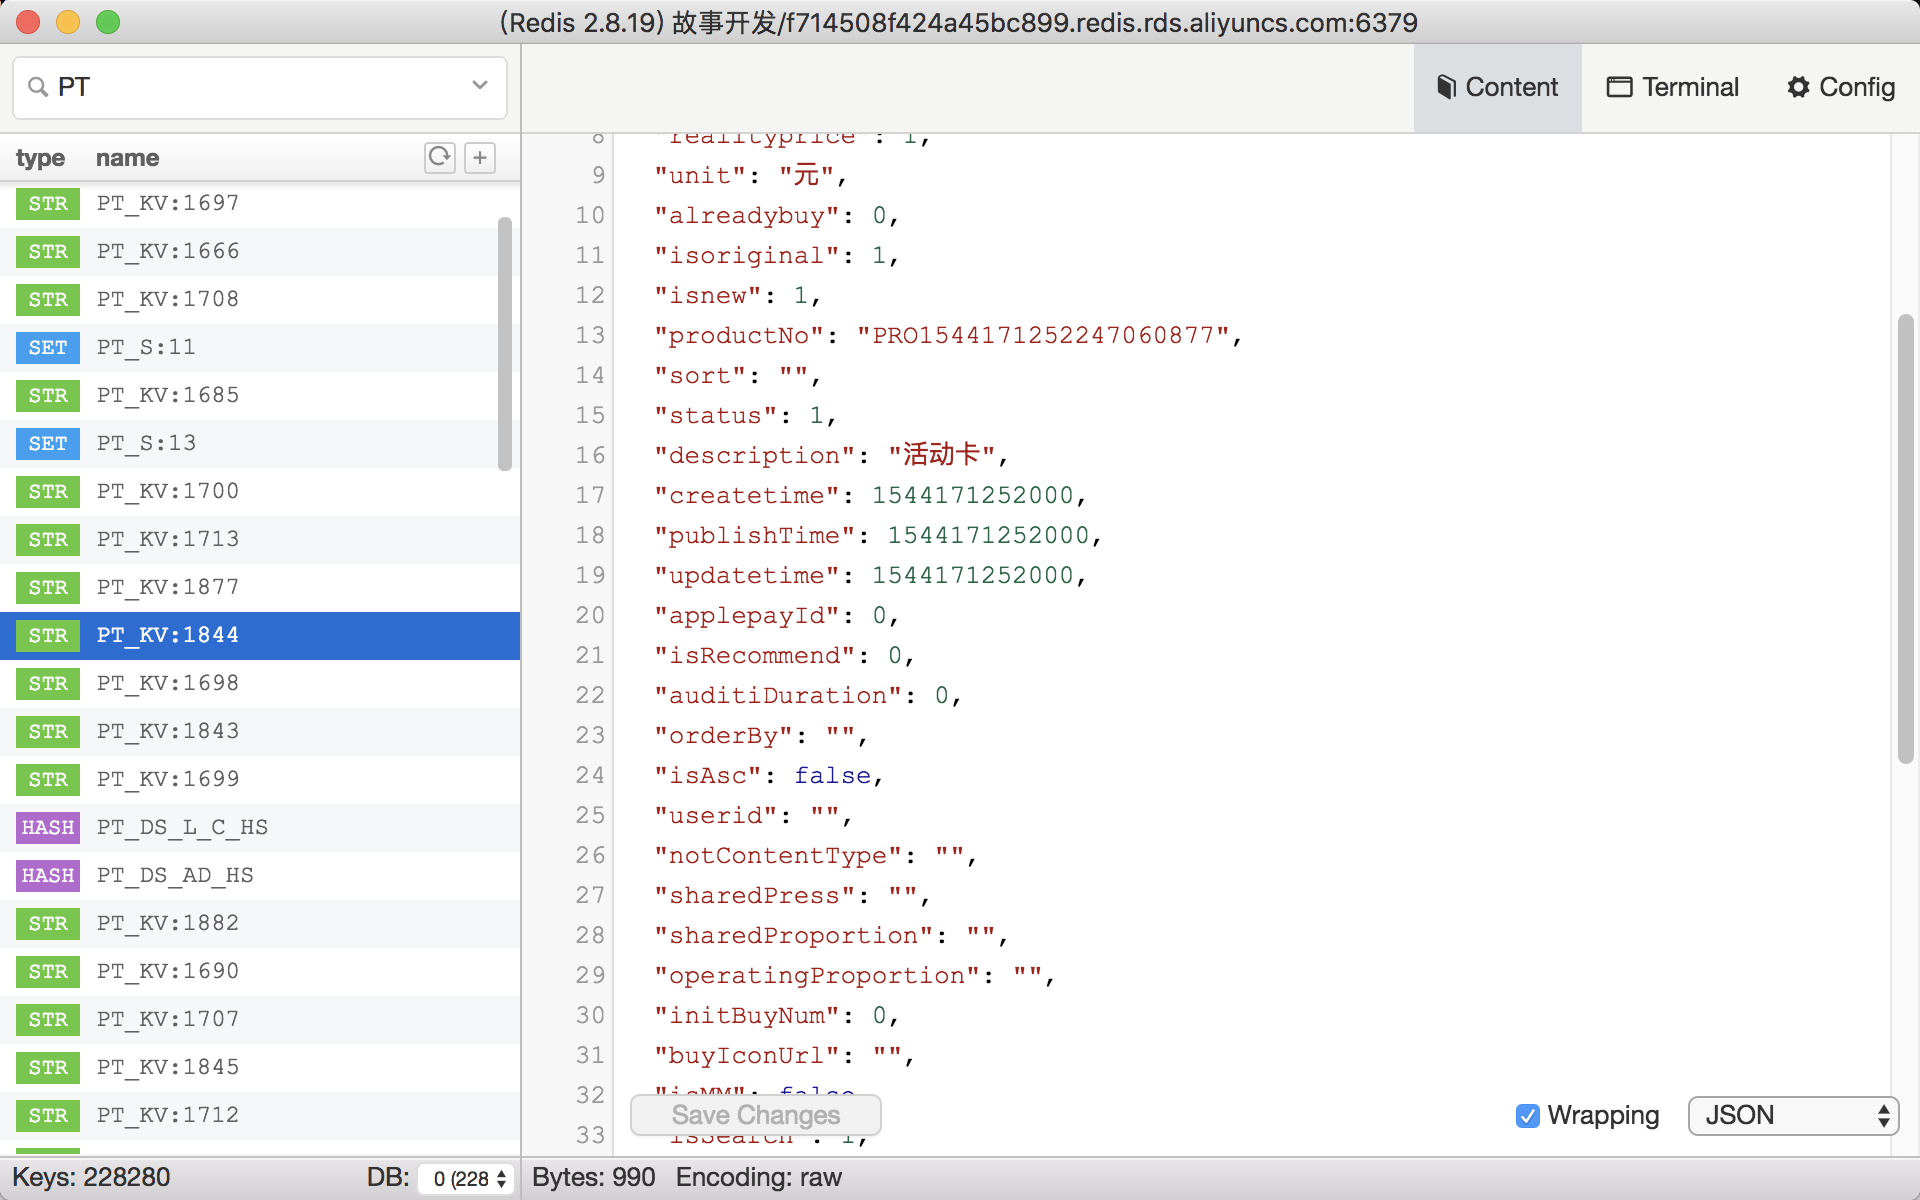 (Redis 2.8.19) 故事开发/f714508f424a45bc899.redis.rds.aliyuncs.com:6379
PT
Content
Terminal
Config
type name
STR PT_KV:1697
STR PT_KV:1666
STR PT_KV:1708
SET PT_S:11
STR PT_KV:1685
SET PT_S:13
STR PT_KV:1700
STR PT_KV:1713
STR PT_KV:1877
STR PT_KV:1844
STR PT_KV:1698
STR PT_KV:1843
STR PT_KV:1699
HASH PT_DS_L_C_HS
HASH PT_DS_AD_HS
STR PT_KV:1882
STR PT_KV:1690
STR PT_KV:1707
STR PT_KV:1845
STR PT_KV:1712
8 "realityprice": 1,
9 "unit": "元",
10 "alreadybuy": 0,
11 "isoriginal": 1,
12 "isnew": 1,
13 "productNo": "PRO1544171252247060877",
14 "sort": "",
15 "status": 1,
16 "description": "活动卡",
17 "createtime": 1544171252000,
18 "publishTime": 1544171252000,
19 "updatetime": 1544171252000,
20 "applepayId": 0,
21 "isRecommend": 0,
22 "auditiDuration": 0,
23 "orderBy": "",
24 "isAsc": false,
25 "userid": "",
26 "notContentType": "",
27 "sharedPress": "",
28 "sharedProportion": "",
29 "operatingProportion": "",
30 "initBuyNum": 0,
31 "buyIconUrl": "",
32 "isMM": false
33 "isSearch": 1,
Save Changes
Wrapping
JSON
Keys: 228280
DB: 0 (228
Bytes: 990 Encoding: raw